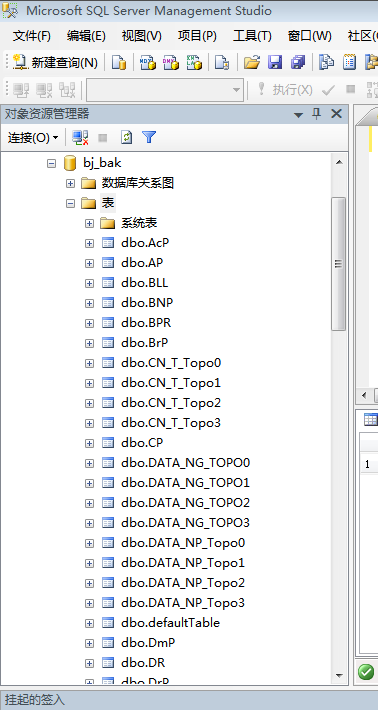 Microsoft SQL Server Management Studio
文件(F) 编辑(E) 视图(V) 项目(P) 工具(T) 窗口(W) 社区(
新建查询(N)
执行(X)
对象资源管理器
连接(O)
bj_bak
数据库关系图
表
系统表
dbo.AcP
dbo.AP
dbo.BLL
dbo.BNP
dbo.BPR
dbo.BrP
dbo.CN_T_Topo0
dbo.CN_T_Topo1
dbo.CN_T_Topo2
dbo.CN_T_Topo3
dbo.CP
dbo.DATA_NG_TOPO0
dbo.DATA_NG_TOPO1
dbo.DATA_NG_TOPO2
dbo.DATA_NG_TOPO3
dbo.DATA_NP_Topo0
dbo.DATA_NP_Topo1
dbo.DATA_NP_Topo2
dbo.DATA_NP_Topo3
dbo.defaultTable
dbo.DmP
dbo.DR
dbo.DrP
1
挂起的签入